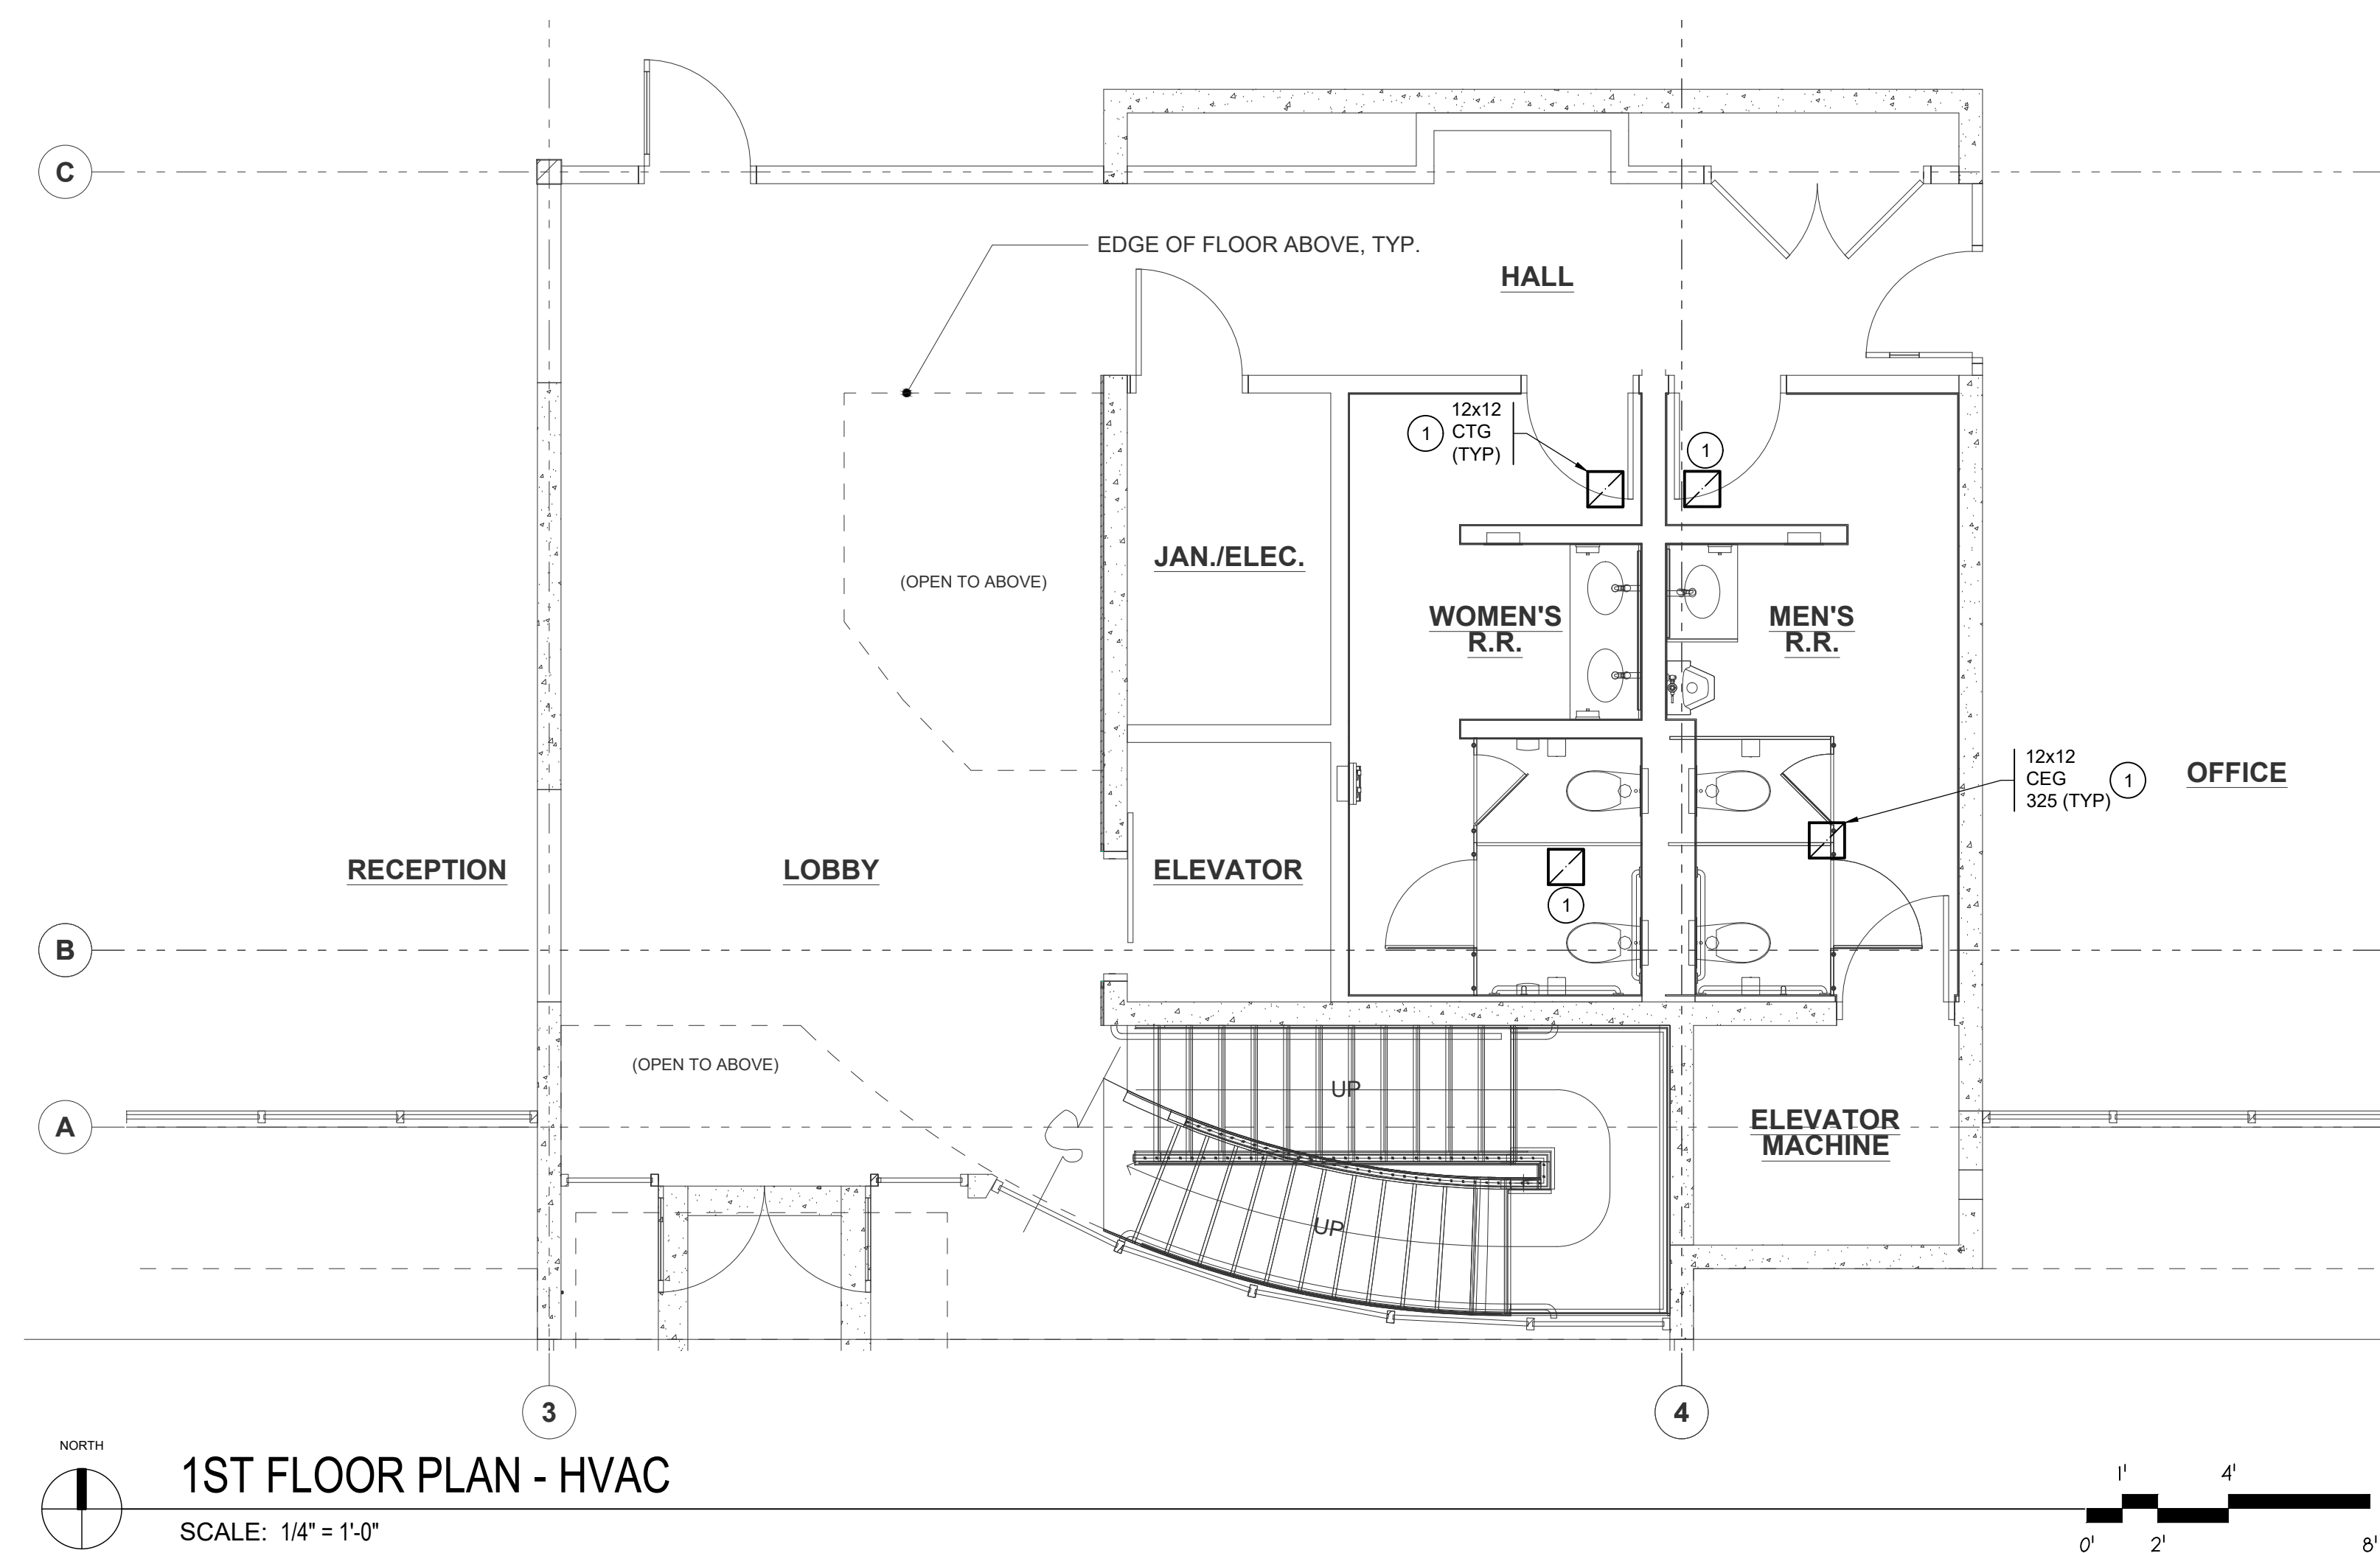 C
EDGE OF FLOOR ABOVE, TYP.
HALL
12x12
1 CTG
(TYP)
1
JAN./ELEC.
(OPEN TO ABOVE)
WOMEN'S
R.R.
MEN'S
R.R.
12x12
CEG 1
325 (TYP)
OFFICE
RECEPTION
LOBBY
ELEVATOR
1
B
(OPEN TO ABOVE)
UP
A
ELEVATOR
MACHINE
UP
3
4
NORTH
1ST FLOOR PLAN - HVAC
SCALE: 1/4" = 1'-0"
1' 4'
0' 2' 8'